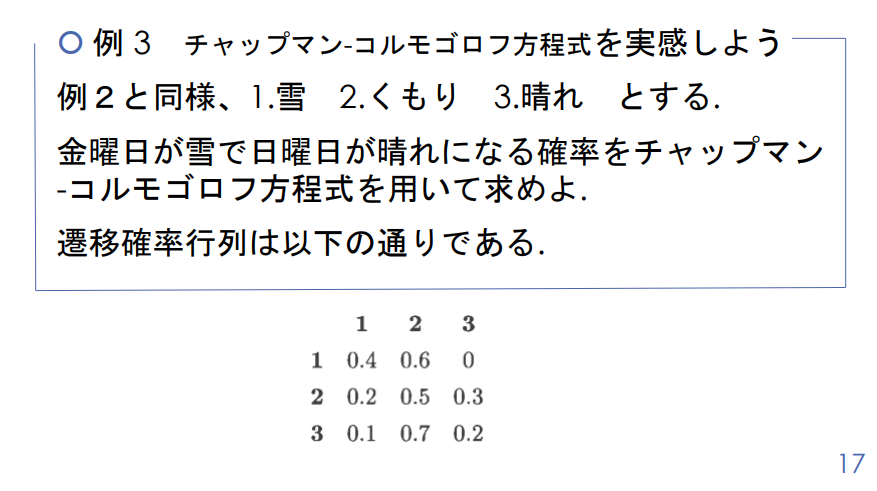 例 3 チャップマン-コルモゴロフ方程式を実感しよう
例２と同様、1.雪 2.くもり 3.晴れ とする.
金曜日が雪で日曜日が晴れになる確率をチャップマン
-コルモゴロフ方程式を用いて求めよ.
遷移確率行列は以下の通りである.
1 2 3
1 0.4 0.6 0
2 0.2 0.5 0.3
3 0.1 0.7 0.2
17